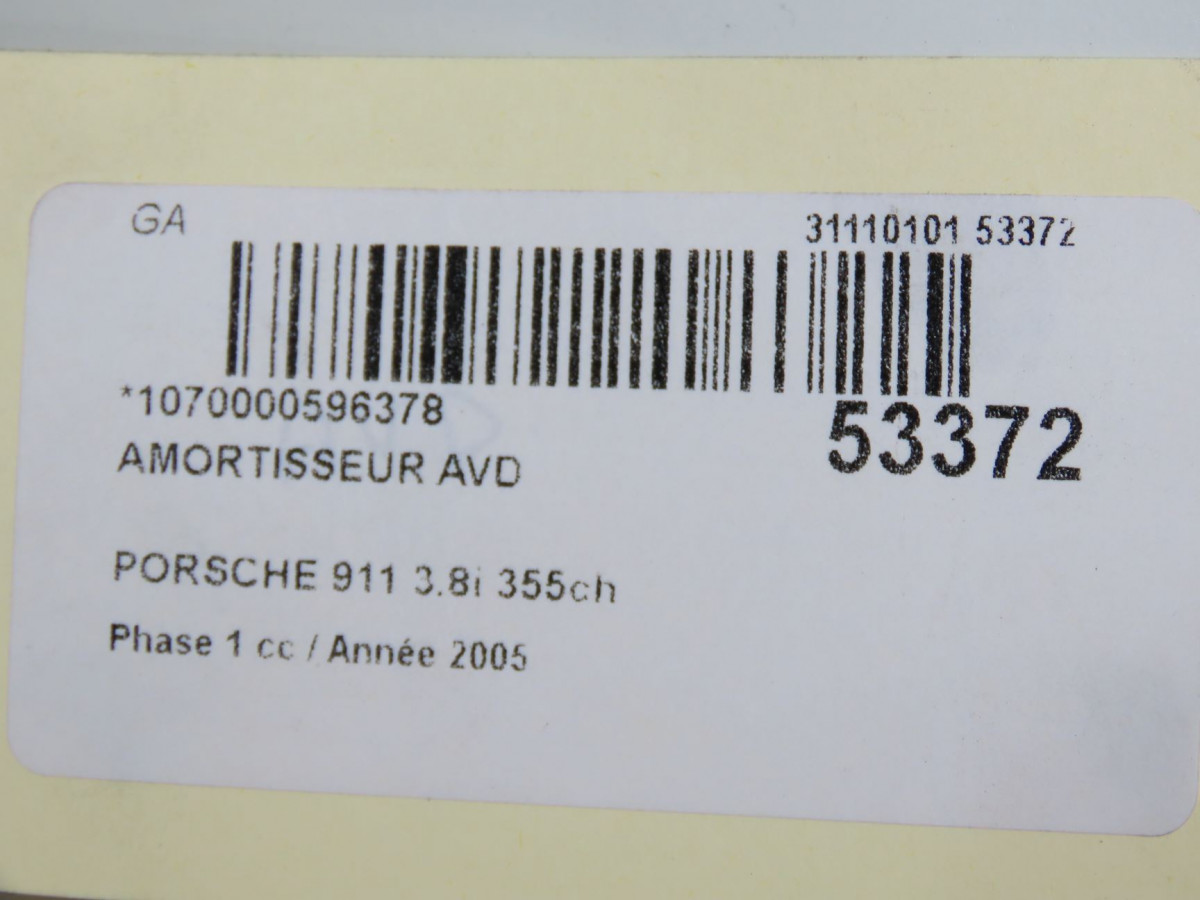 GA
31110101 53372
*1070000596378
53372
AMORTISSEUR AVD
PORSCHE 911 3.8i 355ch
Phase 1 cc / Année 2005